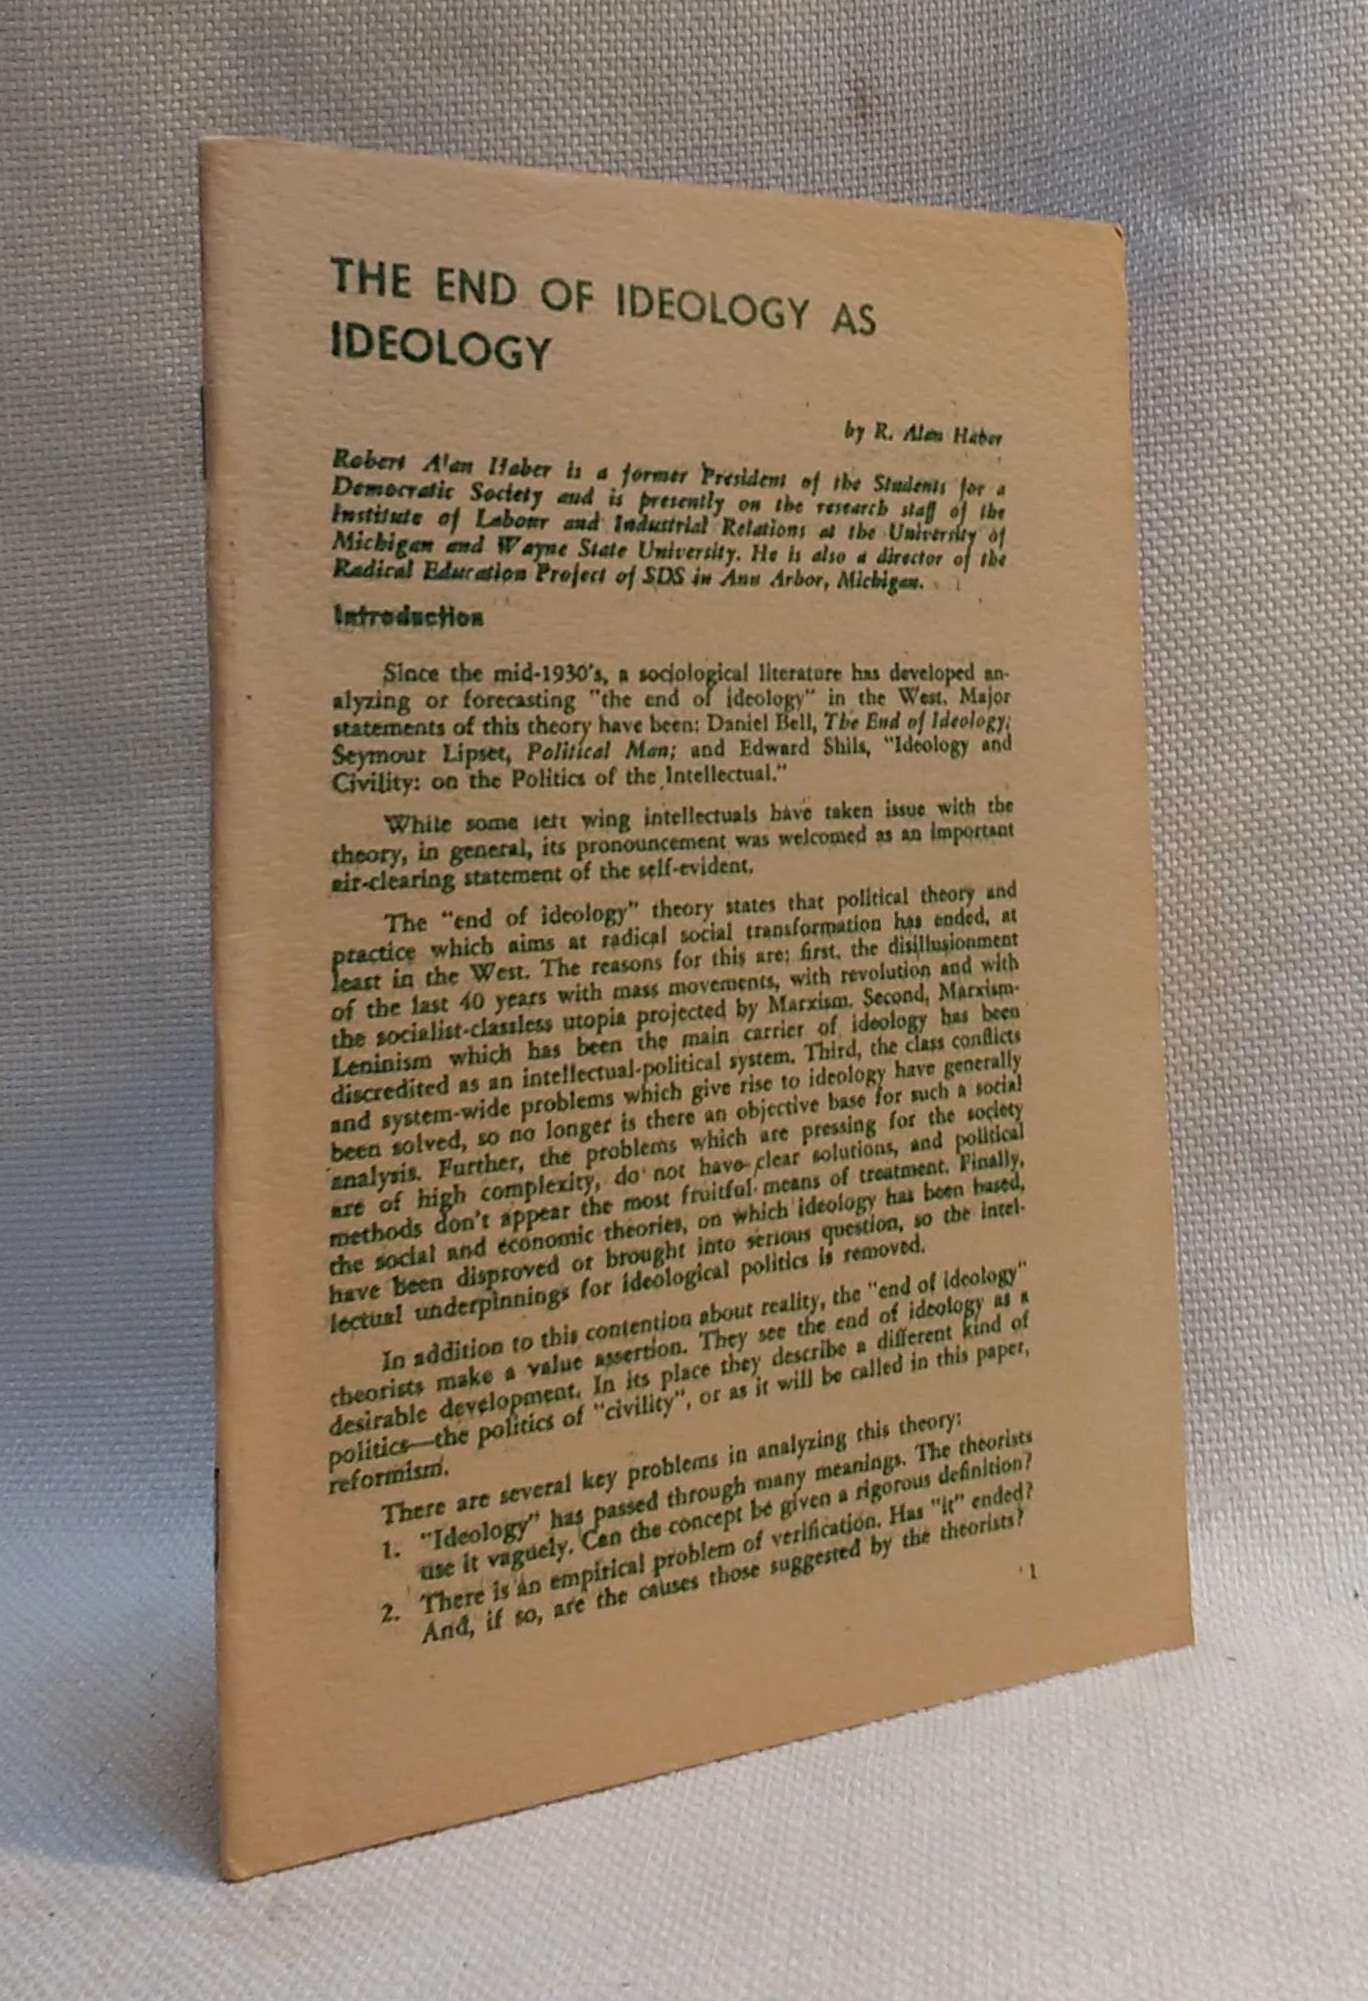 THE END OF IDEOLOGY AS
IDEOLOGY
by R. Alan Haber
Robert Alan Haber is a former President of the Students for a
Democratic Society and is presently on the research staff of the
Institute of Labour and Industrial Relations at the University of
Michigan and Wayne State University. He is also a director of the
Radical Education Project of SDS in Ann Arbor, Michigan.
Introduction
Since the mid-1930's, a sociological literature has developed an-
alyzing or forecasting "the end of ideology" in the West. Major
statements of this theory have been: Daniel Bell, The End of Ideology;
Seymour Lipset, Political Man; and Edward Shils, "Ideology and
Civility: on the Politics of the Intellectual."
While some left wing intellectuals have taken issue with the
theory, in general, its pronouncement was welcomed as an important
air-clearing statement of the self-evident.
The "end of ideology" theory states that political theory and
practice which aims at radical social transformation has ended, at
least in the West. The reasons for this are: first, the disillusionment
of the last 40 years with mass movements, with revolution and with
the socialist-classless utopia projected by Marxism. Second, Marxism-
Leninism which has been the main carrier of ideology has been
discredited as an intellectual-political system. Third, the class conflicts
and system-wide problems which give rise to ideology have generally
been solved, so no longer is there an objective base for such a social
analysis. Further, the problems which are pressing for the society
are of high complexity, do not have clear solutions, and political
methods don't appear the most fruitful means of treatment. Finally,
the social and economic theories, on which ideology has been based,
have been disproved or brought into serious question, so the intel-
lectual underpinnings for ideological politics is removed.
In addition to this contention about reality, the "end of ideology"
theorists make a value assertion. They see the end of ideology as a
desirable development. In its place they describe a different kind of
politics—the politics of "civility", or as it will be called in this paper,
reformism.
There are several key problems in analyzing this theory:
1. "Ideology" has passed through many meanings. The theorists
use it vaguely. Can the concept be given a rigorous definition?
2. There is an empirical problem of verification. Has "it" ended?
And, if so, are the causes those suggested by the theorists?
1